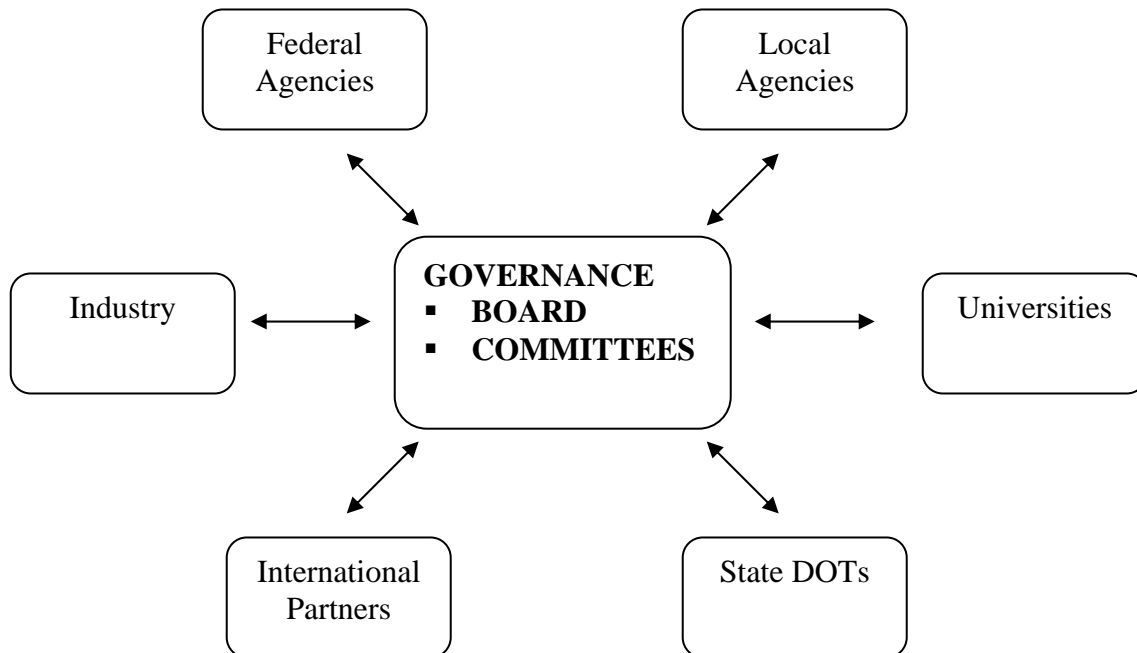 Federal
Agencies
Local
Agencies
GOVERNANCE
▪ BOARD
▪ COMMITTEES
Industry
Universities
International
Partners
State DOTs